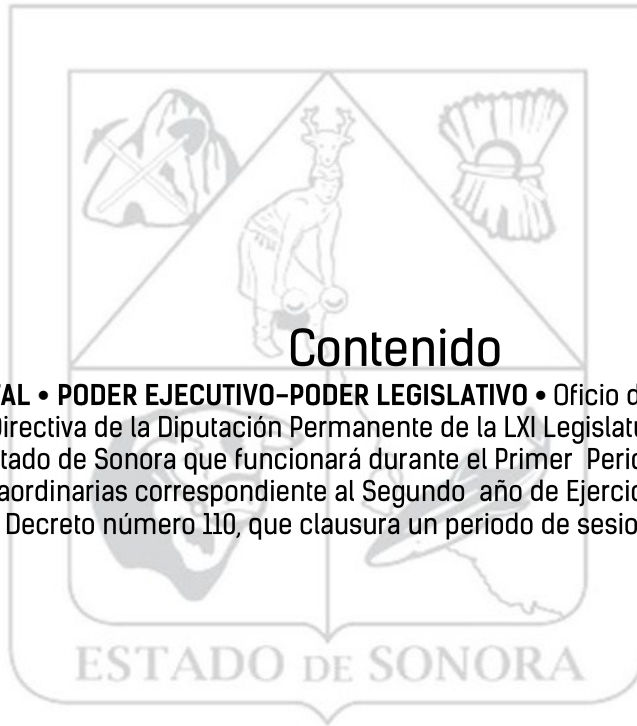 Contenido
TAL • PODER EJECUTIVO-PODER LEGISLATIVO • Oficio d
Directiva de la Diputación Permanente de la LXI Legislatu
tado de Sonora que funcionará durante el Primer Perio
aordinarias correspondiente al Segundo año de Ejercic
Decreto número 110, que clausura un periodo de sesio
ESTADO DE SONORA